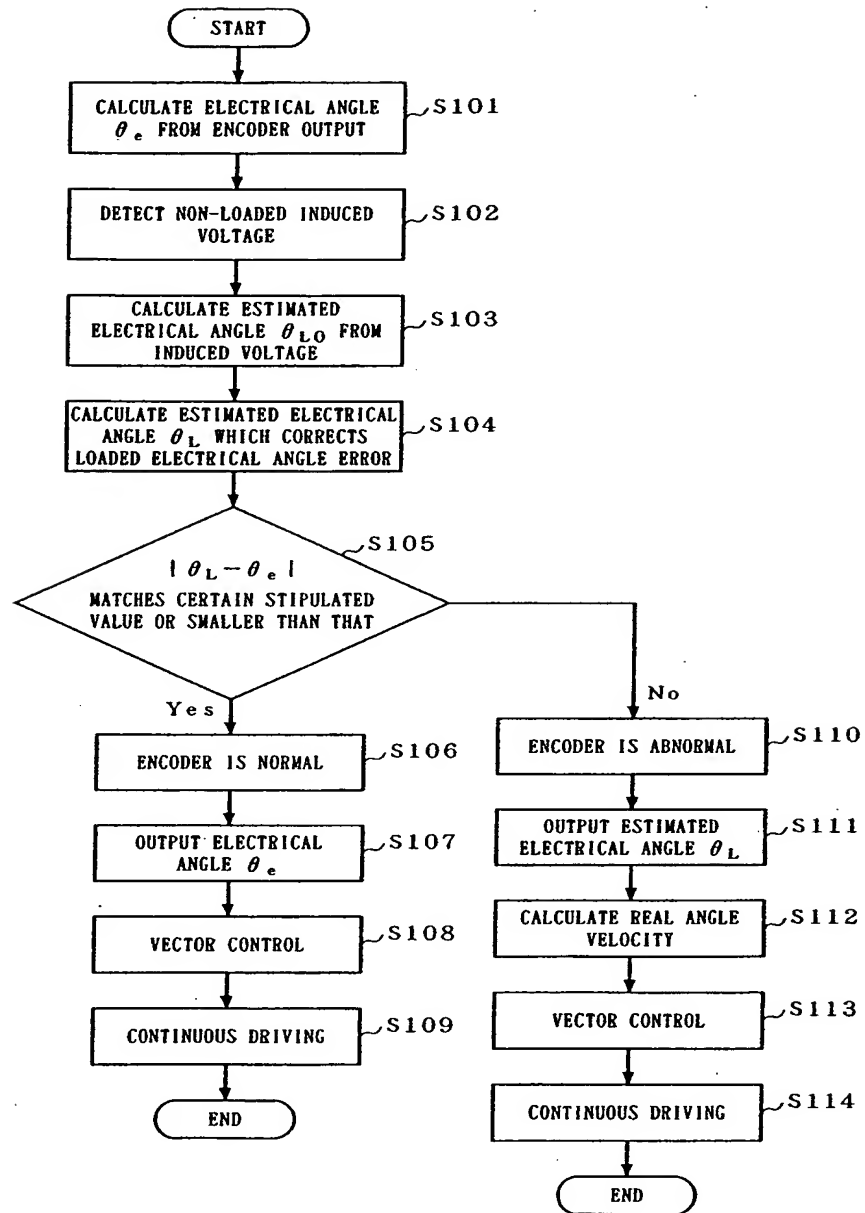 START
CALCULATE ELECTRICAL ANGLE
θe FROM ENCODER OUTPUT
S101
DETECT NON-LOADED INDUCED
VOLTAGE
S102
CALCULATE ESTIMATED
ELECTRICAL ANGLE θLO FROM
INDUCED VOLTAGE
S103
CALCULATE ESTIMATED ELECTRICAL
ANGLE θL WHICH CORRECTS
LOADED ELECTRICAL ANGLE ERROR
S104
S105
|θL−θe|
MATCHES CERTAIN STIPULATED
VALUE OR SMALLER THAN THAT
Yes
ENCODER IS NORMAL
S106
OUTPUT ELECTRICAL
ANGLE θe
S107
VECTOR CONTROL
S108
CONTINUOUS DRIVING
S109
END
No
ENCODER IS ABNORMAL
S110
OUTPUT ESTIMATED
ELECTRICAL ANGLE θL
S111
CALCULATE REAL ANGLE
VELOCITY
S112
VECTOR CONTROL
S113
CONTINUOUS DRIVING
S114
END